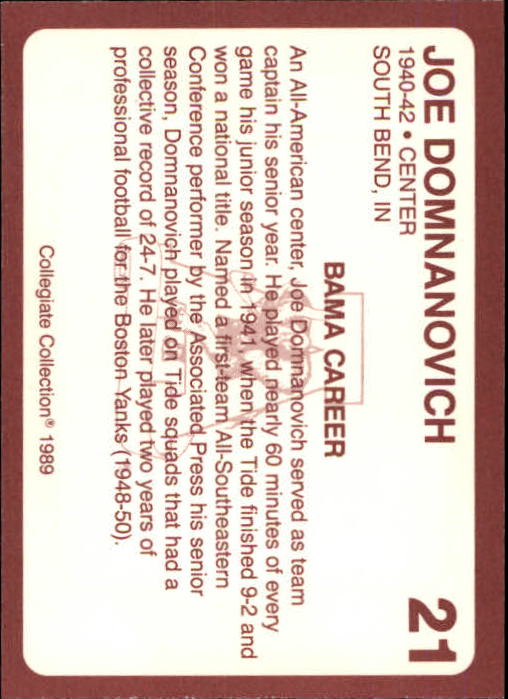 JOE DOMNANOVICH 21
1940-42 • CENTER
SOUTH BEND, IN
BAMA CAREER
An All-American center, Joe Domnanovich served as team
captain his senior year. He played nearly 60 minutes of every
game his junior season in 1941 when the Tide finished 9-2 and
won a national title. Named a first-team All-Southeastern
Conference performer by the Associated Press his senior
season, Domnanovich played on Tide squads that had a
collective record of 24-7. He later played two years of
professional football for the Boston Yanks (1948-50).
Collegiate Collection® 1989